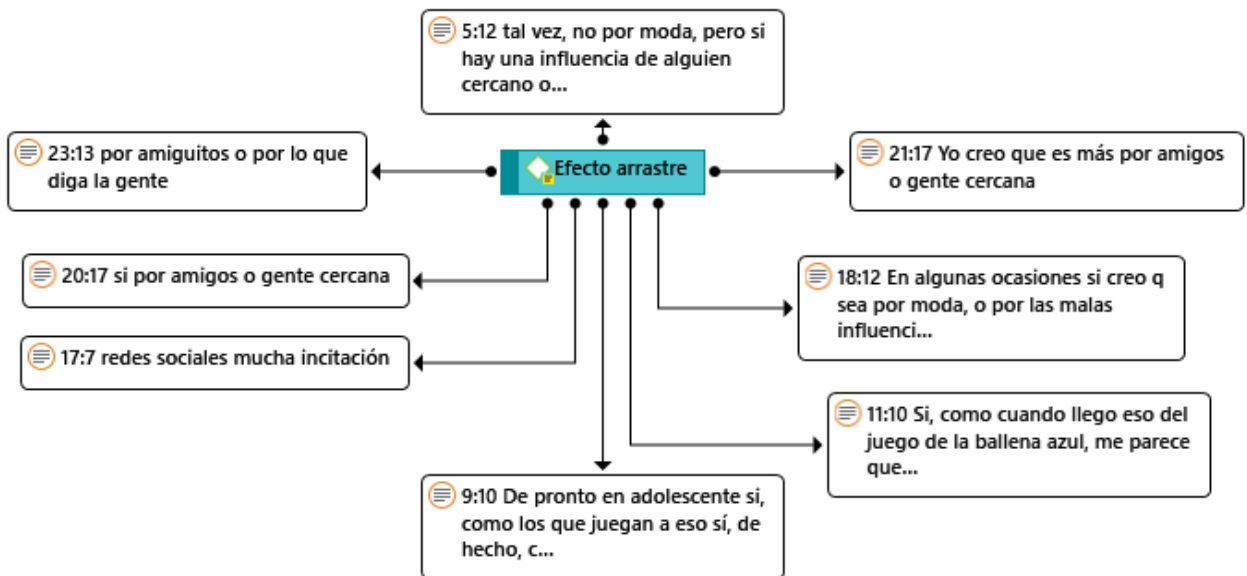 5:12 tal vez, no por moda, pero si
hay una influencia de alguien
cercano o...
23:13 por amiguitos o por lo que
diga la gente
Efecto arrastre
21:17 Yo creo que es más por amigos
o gente cercana
20:17 si por amigos o gente cercana
18:12 En algunas ocasiones si creo q
sea por moda, o por las malas
influenci...
17:7 redes sociales mucha incitación
11:10 Si, como cuando llego eso del
juego de la ballena azul, me parece
que...
9:10 De pronto en adolescente si,
como los que juegan a eso sí, de
hecho, c...